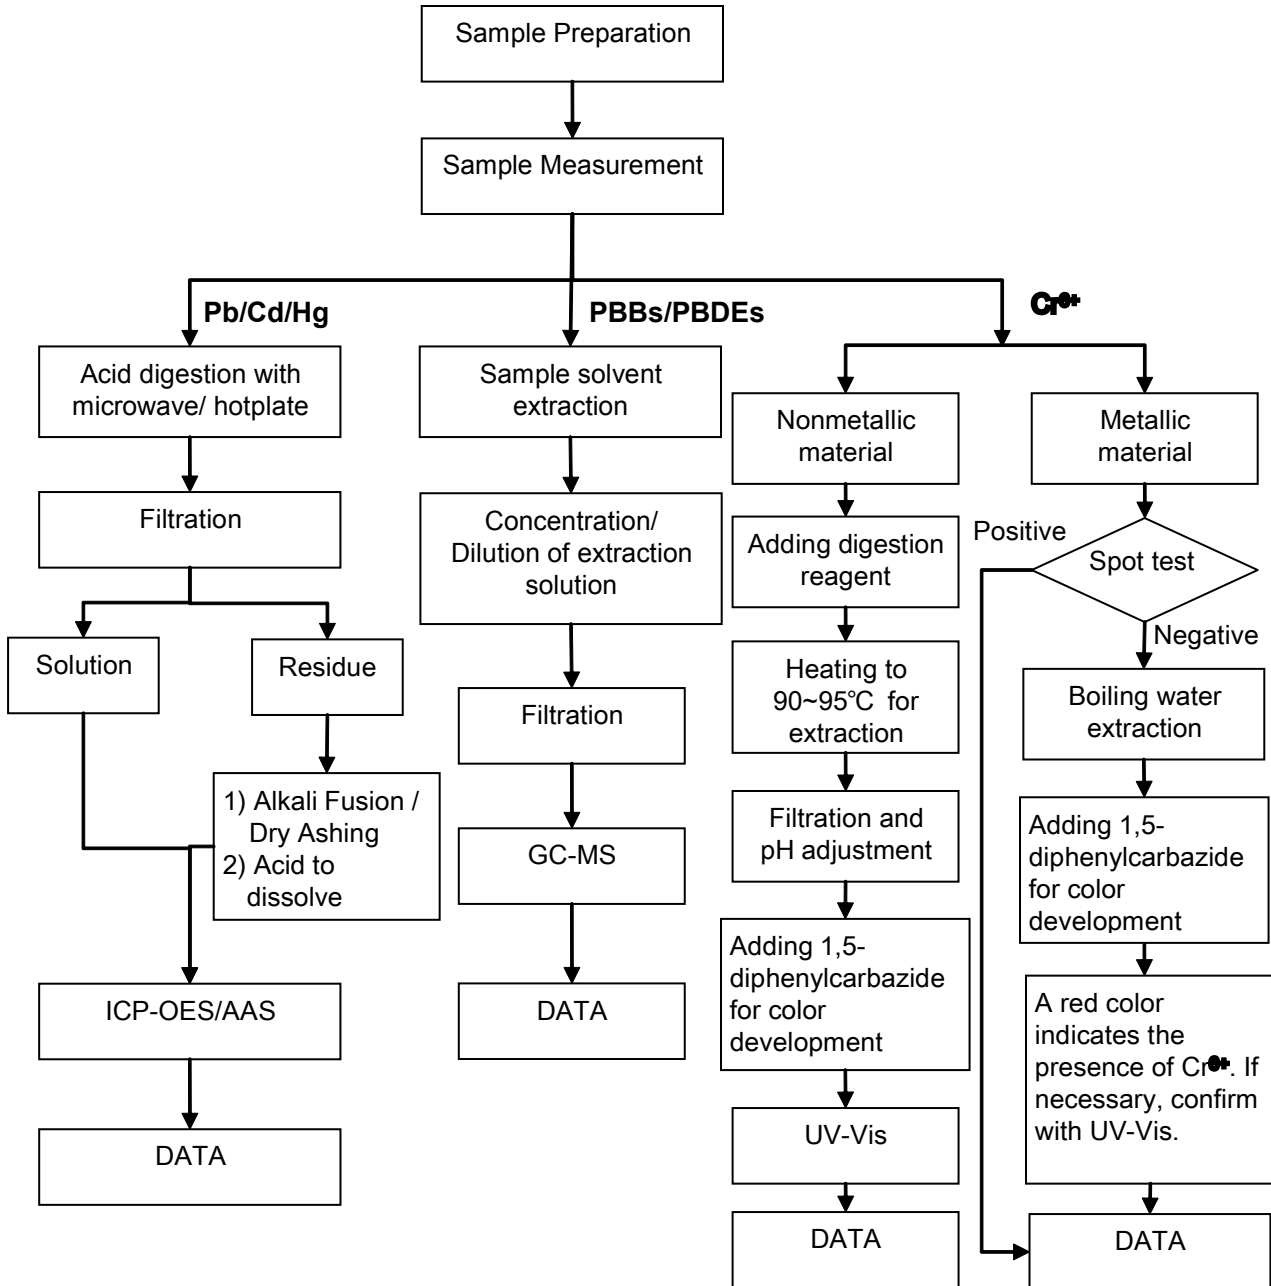 Sample Preparation
Sample Measurement
Pb/Cd/Hg
PBBs/PBDEs
Cr⁶⁺
Acid digestion with
microwave/ hotplate
Filtration
Solution
Residue
1) Alkali Fusion /
Dry Ashing
2) Acid to
dissolve
ICP-OES/AAS
DATA
Sample solvent
extraction
Concentration/
Dilution of extraction
solution
Filtration
GC-MS
DATA
Nonmetallic
material
Adding digestion
reagent
Heating to
90~95℃ for
extraction
Filtration and
pH adjustment
Adding 1,5-
diphenylcarbazide
for color
development
UV-Vis
DATA
Metallic
material
Positive
Spot test
Negative
Boiling water
extraction
Adding 1,5-
diphenylcarbazide
for color
development
A red color
indicates the
presence of Cr⁶⁺. If
necessary, confirm
with UV-Vis.
DATA